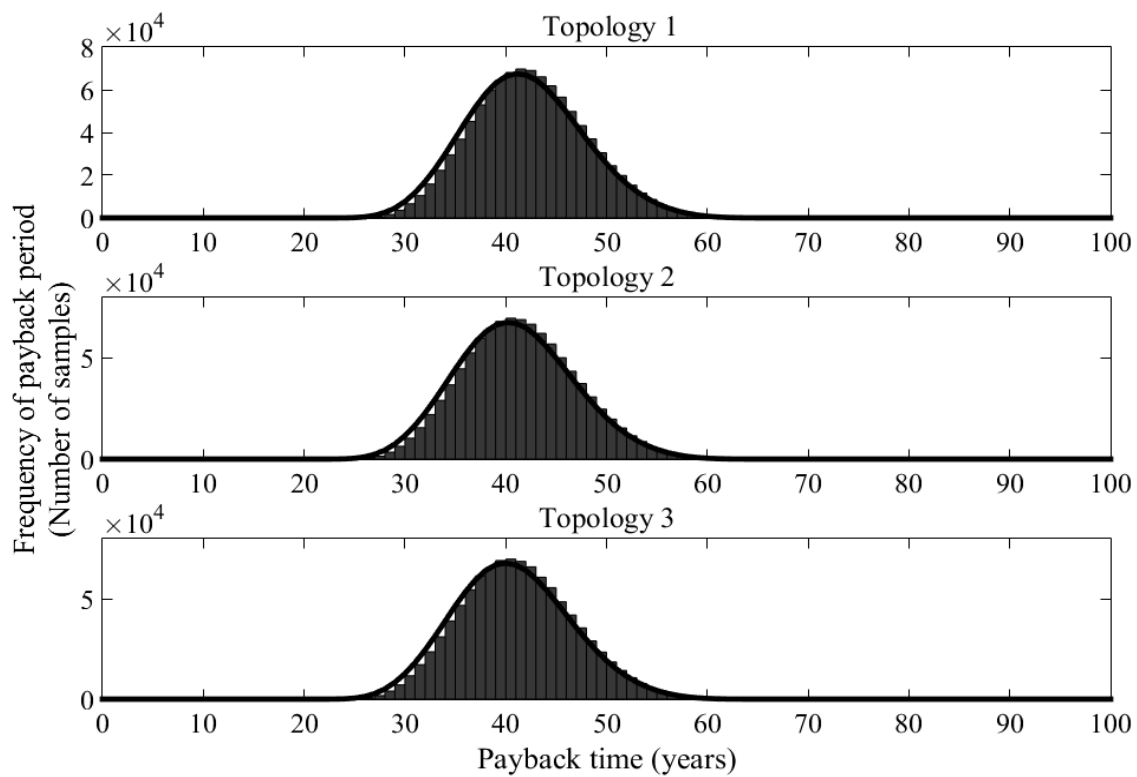 Topology 1
×10⁴
8
6
4
2
0
0 10 20 30 40 50 60 70 80 90 100
Topology 2
×10⁴
5
0
0 10 20 30 40 50 60 70 80 90 100
Topology 3
×10⁴
5
0
0 10 20 30 40 50 60 70 80 90 100
Frequency of payback period
(Number of samples)
Payback time (years)